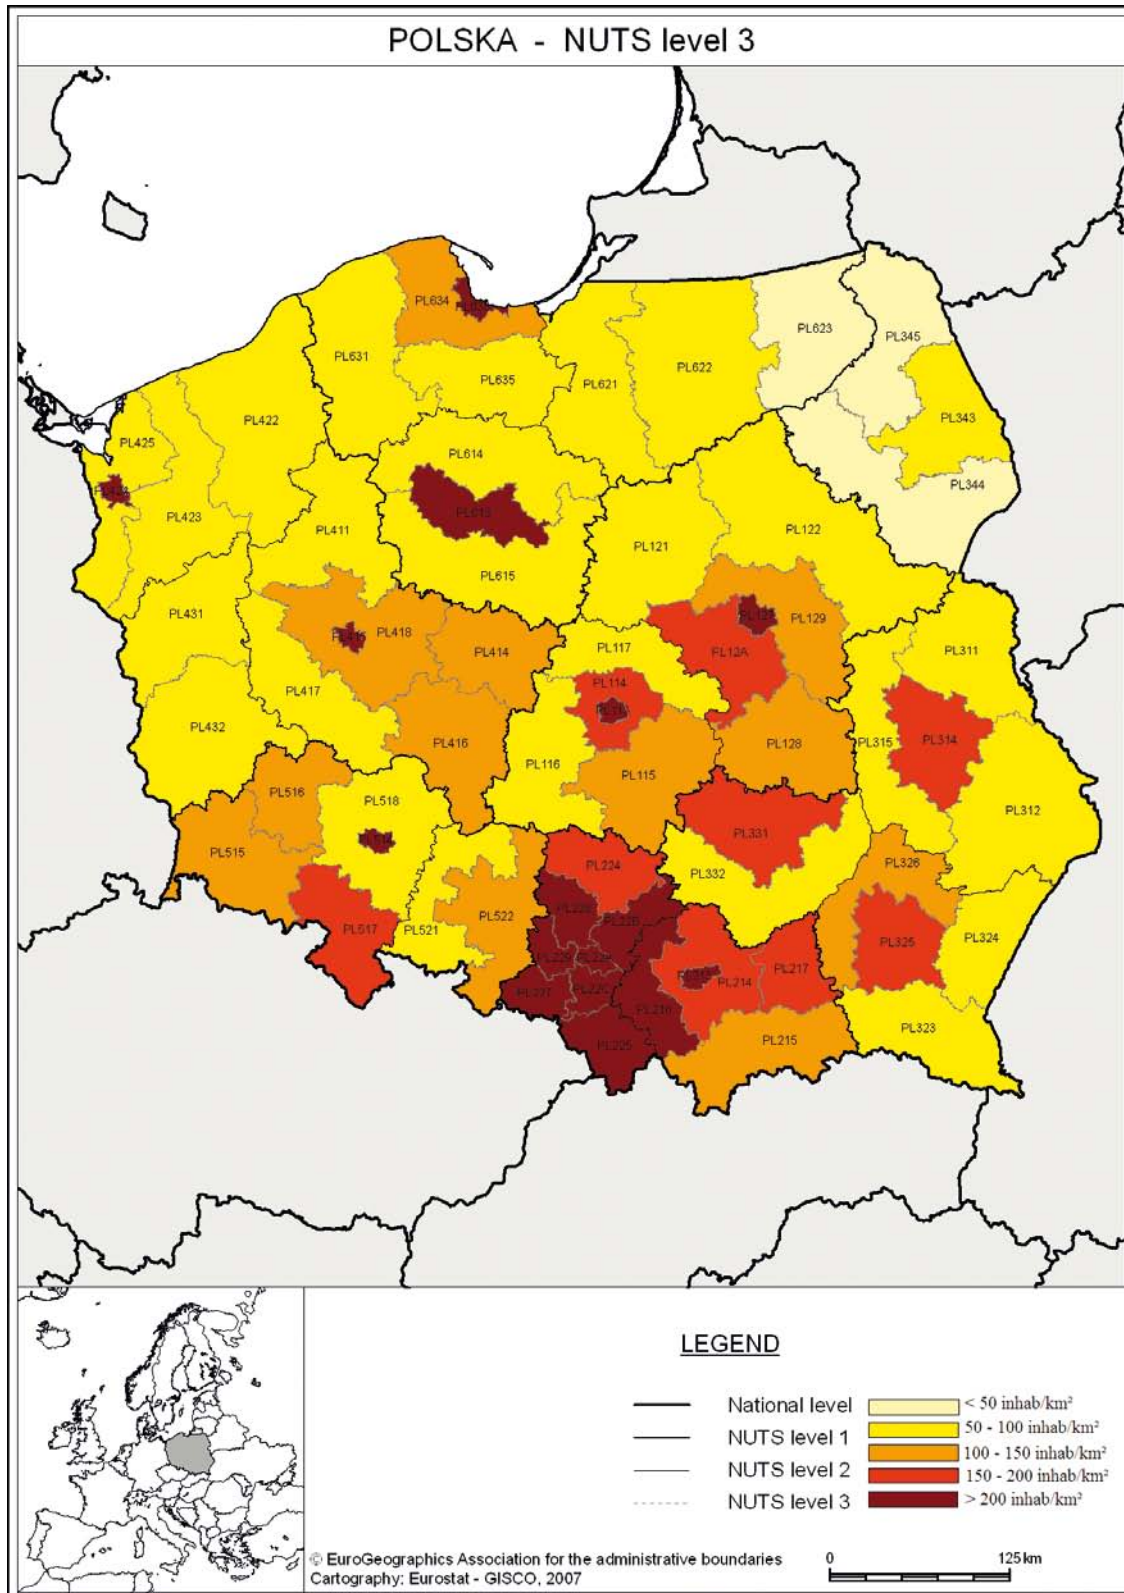 POLSKA - NUTS level 3
PL634
PL623
PL345
PL631
PL635
PL621
PL622
PL422
PL343
PL425
PL614
PL344
PL423
PL411
PL122
PL121
PL615
PL431
PL418
PL129
PL414
PL117
PL12A
PL311
PL114
PL417
PL432
PL416
PL128
PL315
PL314
PL116
PL115
PL516
PL518
PL312
PL515
PL331
PL224
PL326
PL332
PL522
PL517
PL521
PL325
PL324
PL217
PL214
PL227
PL22C
PL216
PL323
PL225
PL215
LEGEND
National level
NUTS level 1
NUTS level 2
NUTS level 3
< 50 inhab/km²
50 - 100 inhab/km²
100 - 150 inhab/km²
150 - 200 inhab/km²
> 200 inhab/km²
© EuroGeographics Association for the administrative boundaries
Cartography: Eurostat - GISCO, 2007
0 125 km